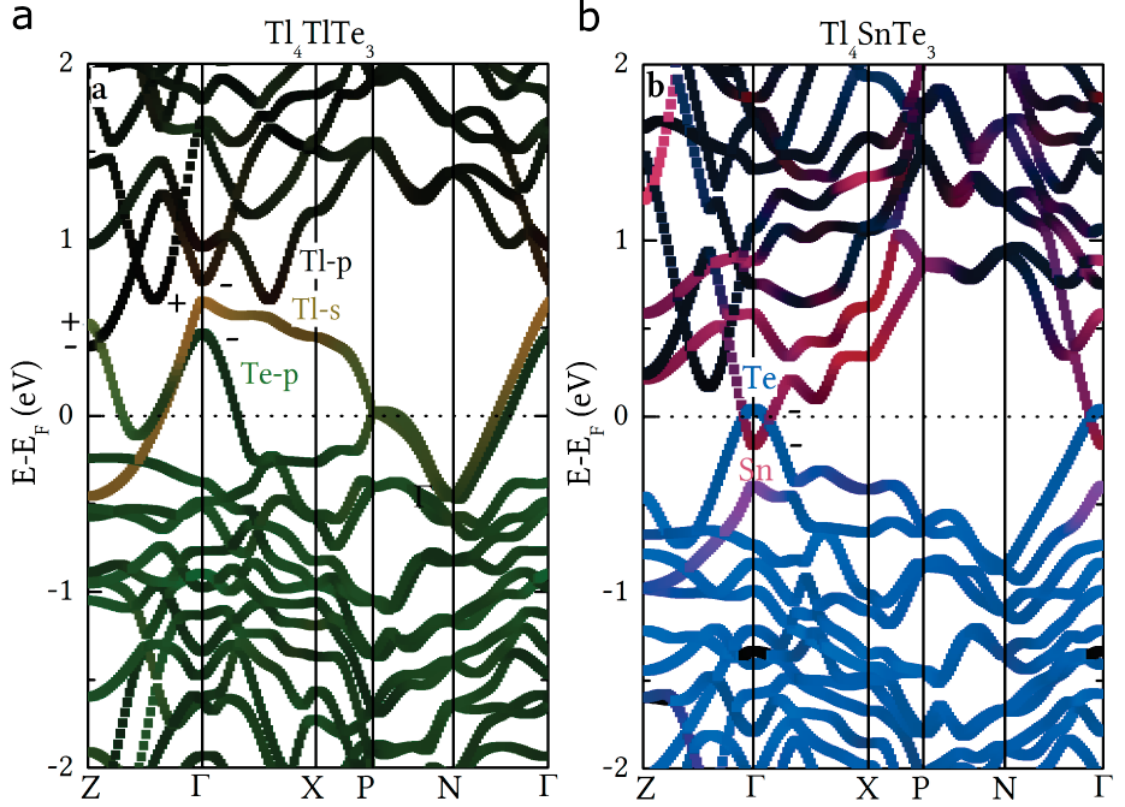 a
Tl4TlTe3
a
2
1
0
-1
-2
E-EF (eV)
Tl-p
-
+
Tl-s
+
-
-
Te-p
Z Γ X P N Γ
b
Tl4SnTe3
b
2
1
0
-1
-2
E-EF (eV)
Te
-
-
Sn
Z Γ X P N Γ